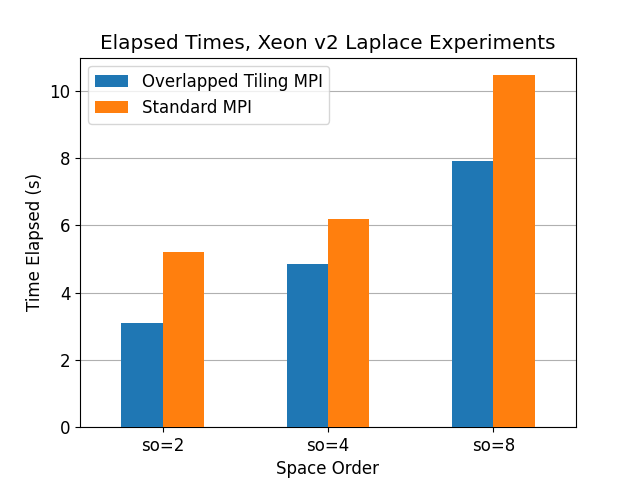 Elapsed Times, Xeon v2 Laplace Experiments
Overlapped Tiling MPI
Standard MPI
Time Elapsed (s)
10
8
6
4
2
0
so=2
so=4
so=8
Space Order